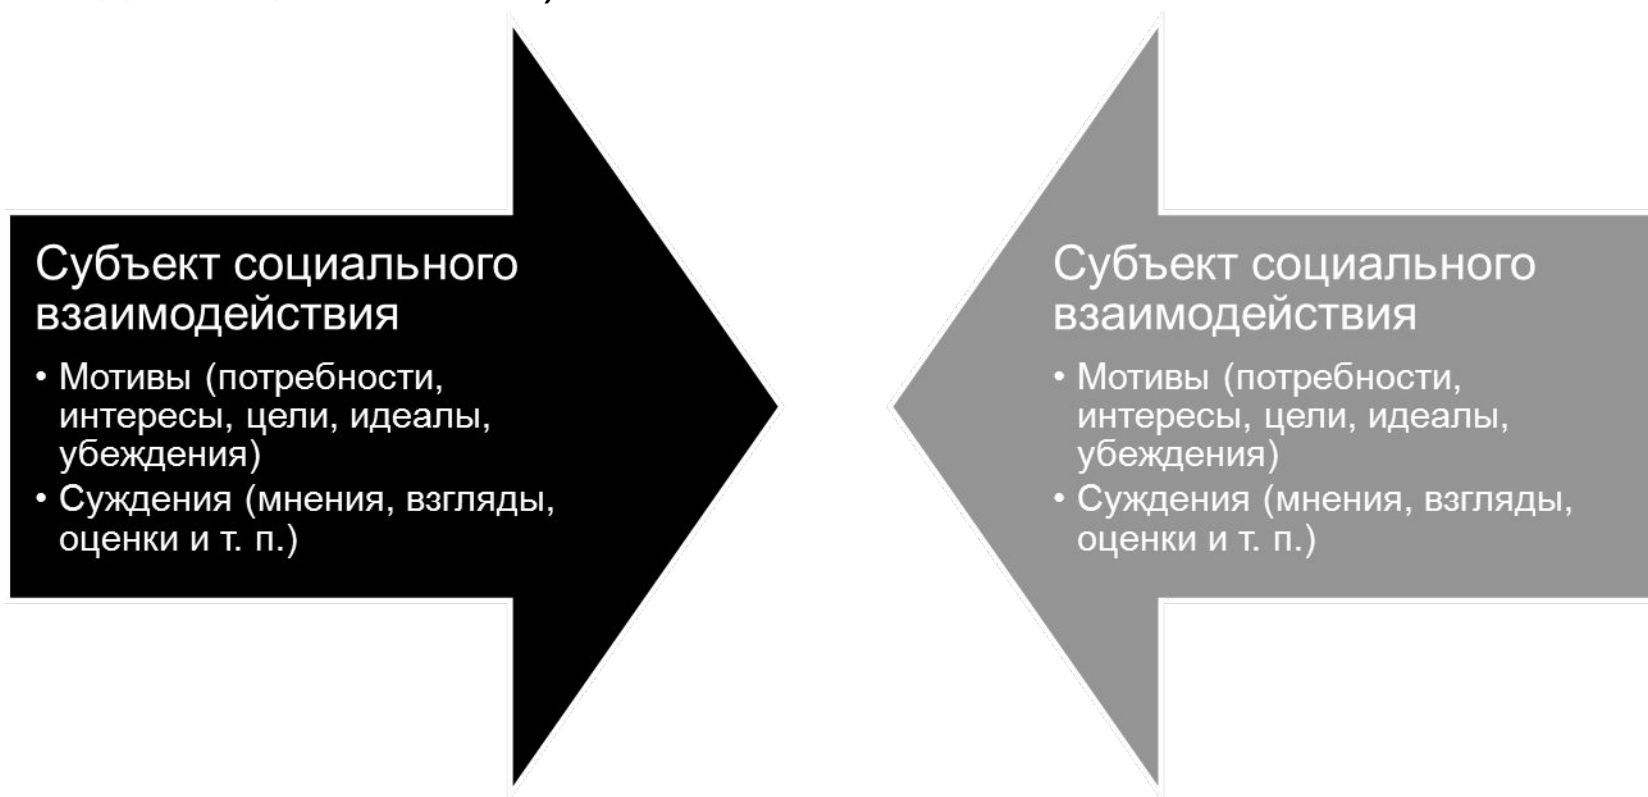 Субъект социального
взаимодействия
• Мотивы (потребности,
интересы, цели, идеалы,
убеждения)
• Суждения (мнения, взгляды,
оценки и т. п.)
Субъект социального
взаимодействия
• Мотивы (потребности,
интересы, цели, идеалы,
убеждения)
• Суждения (мнения, взгляды,
оценки и т. п.)